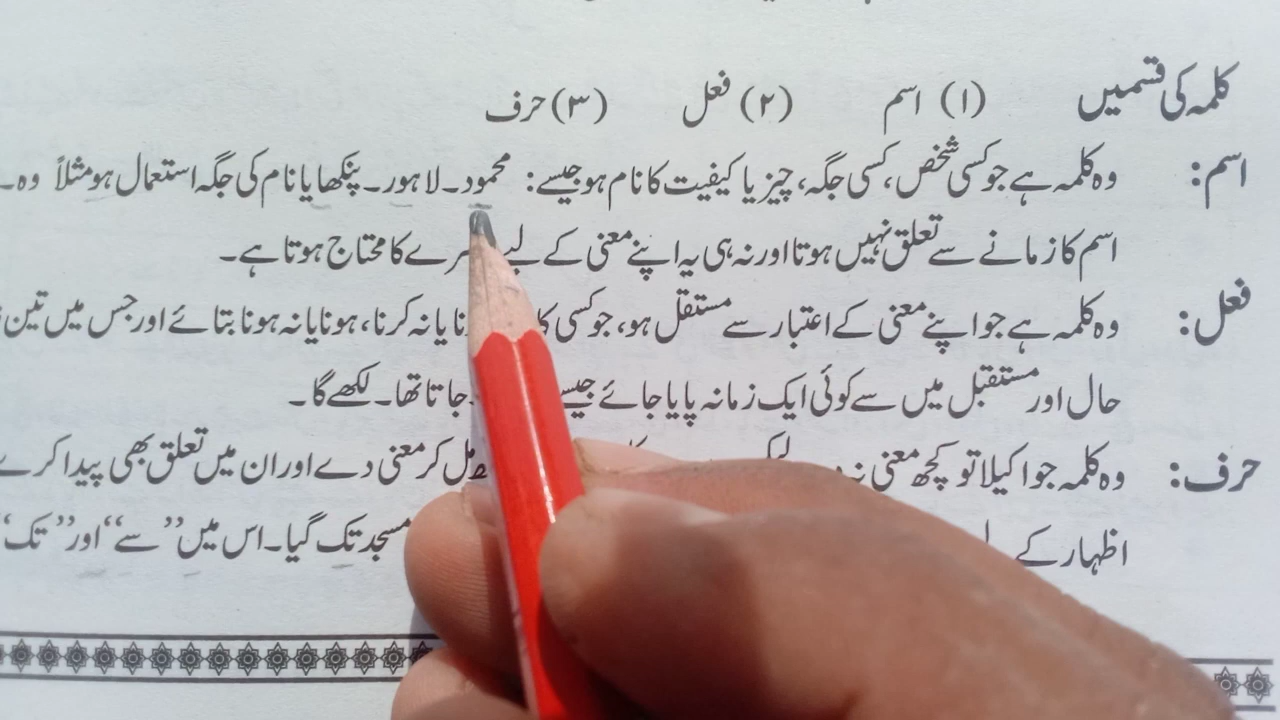 کلمہ کی قسمیں (۱) اسم (۲) فعل (۳) حرف
اسم: وہ کلمہ ہے جو کسی شخص، کسی جگہ، چیز یا کیفیت کا نام ہو جیسے: محمود۔ لاہور۔ پنکھا یا نام کی جگہ استعمال ہو مثلاً وہ۔
اسم کا زمانے سے تعلق نہیں ہوتا اور نہ ہی یہ اپنے معنی کے لیے کا محتاج ہوتا ہے۔
فعل: وہ کلمہ ہے جو اپنے معنی کے اعتبار سے مستقل ہو، جو کسی یا نہ کرنا، ہونا یا نہ ہونا بتائے اور جس میں تین
حال اور مستقبل میں سے کوئی ایک زمانہ پایا جائے جیسے جاتا تھا۔ لکھے گا۔
حرف: وہ کلمہ جو اکیلا تو کچھ معنی مل کر معنی دے اور ان میں تعلق بھی پیدا کرے
اظہار کے مسجد تک گیا۔ اس میں ”سے“ اور ”تک“